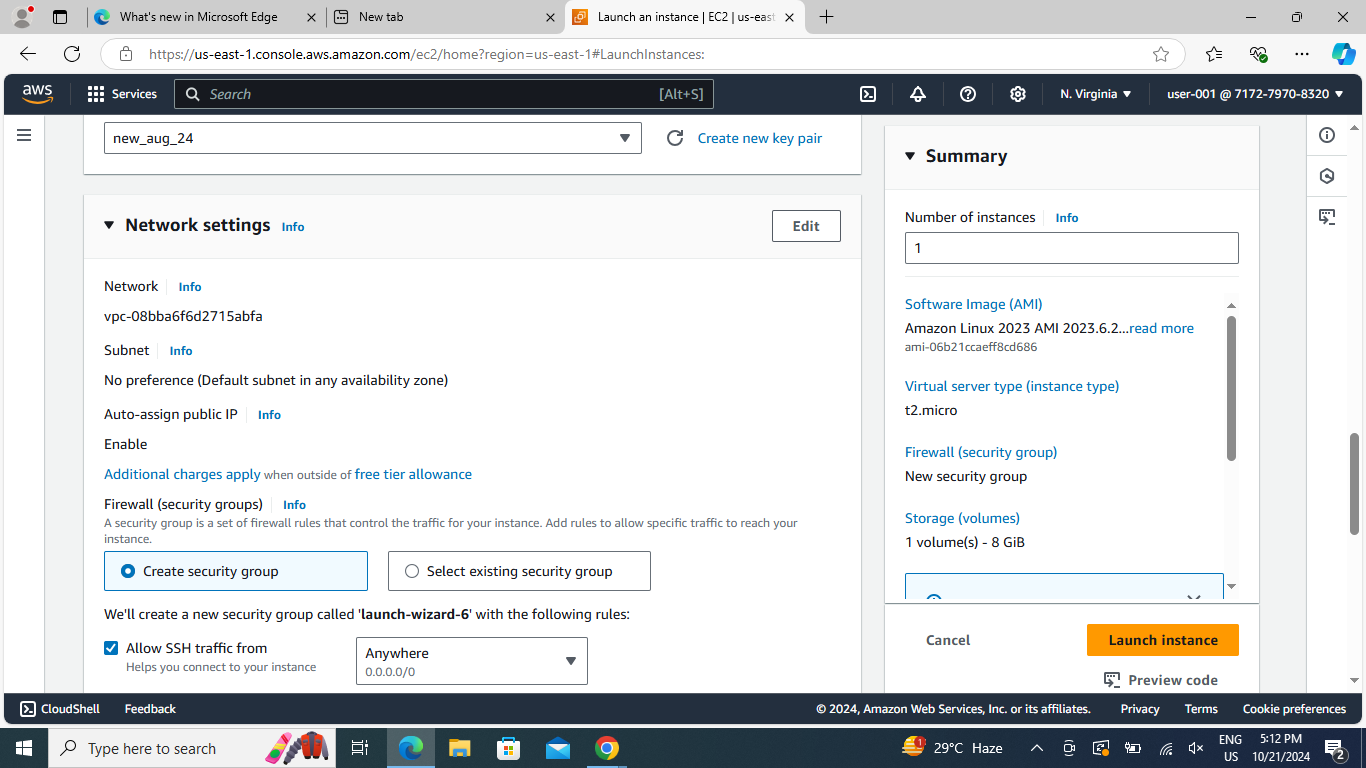 What's new in Microsoft Edge
New tab
Launch an instance | EC2 | us-east
https://us-east-1.console.aws.amazon.com/ec2/home?region=us-east-1#LaunchInstances:
aws
Services
Search
[Alt+S]
N. Virginia
user-001 @ 7172-7970-8320
new_aug_24
Create new key pair
Network settings Info
Edit
Network Info
vpc-08bba6f6d2715abfa
Subnet Info
No preference (Default subnet in any availability zone)
Auto-assign public IP Info
Enable
Additional charges apply when outside of free tier allowance
Firewall (security groups) Info
A security group is a set of firewall rules that control the traffic for your instance. Add rules to allow specific traffic to reach your
instance.
Create security group
Select existing security group
We'll create a new security group called 'launch-wizard-6' with the following rules:
Allow SSH traffic from
Helps you connect to your instance
Anywhere
0.0.0.0/0
Summary
Number of instances Info
1
Software Image (AMI)
Amazon Linux 2023 AMI 2023.6.2...read more
ami-06b21ccaeff8cd686
Virtual server type (instance type)
t2.micro
Firewall (security group)
New security group
Storage (volumes)
1 volume(s) - 8 GiB
Cancel
Launch instance
Preview code
CloudShell
Feedback
© 2024, Amazon Web Services, Inc. or its affiliates.
Privacy
Terms
Cookie preferences
Type here to search
1
29°C Haze
ENG
US
5:12 PM
10/21/2024
2